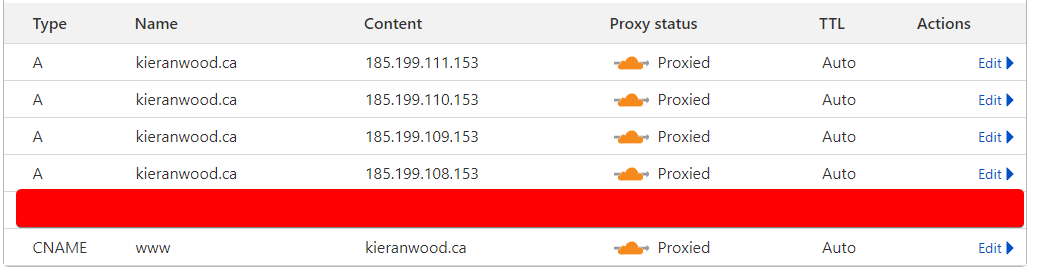 Type Name Content Proxy status TTL Actions
A kieranwood.ca 185.199.111.153 Proxied Auto Edit
A kieranwood.ca 185.199.110.153 Proxied Auto Edit
A kieranwood.ca 185.199.109.153 Proxied Auto Edit
A kieranwood.ca 185.199.108.153 Proxied Auto Edit
CNAME www kieranwood.ca Proxied Auto Edit